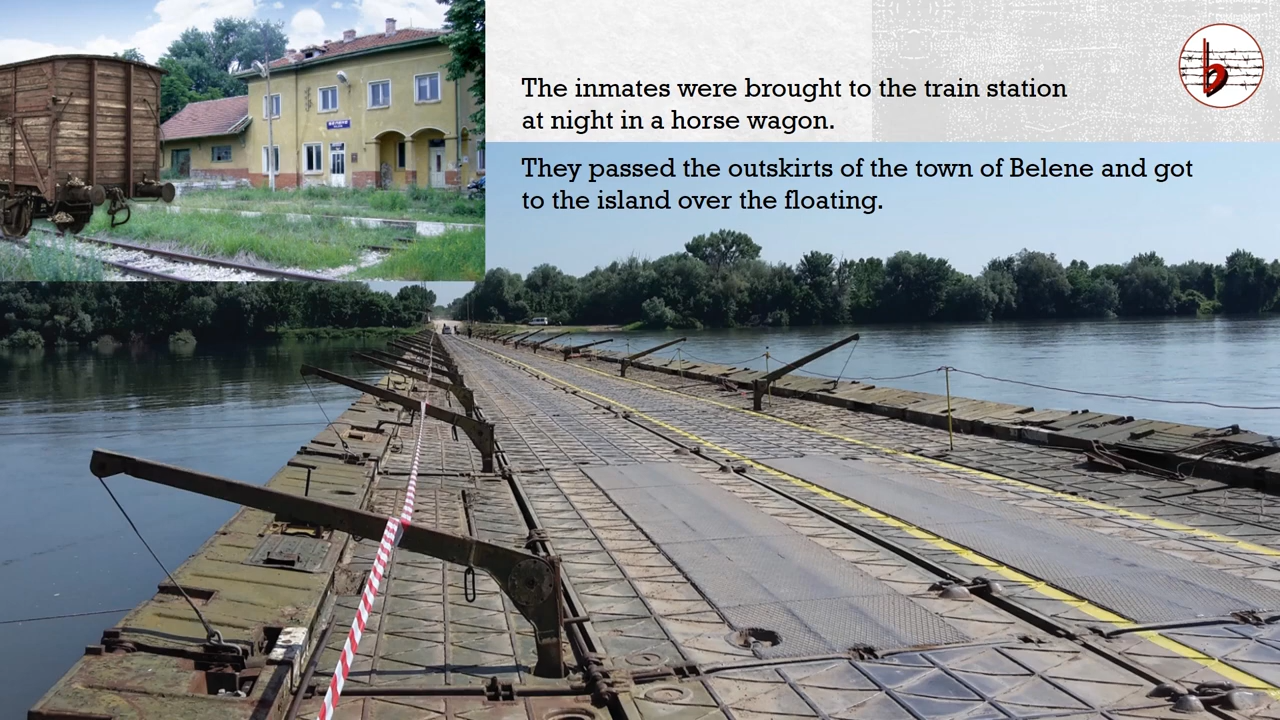 The inmates were brought to the train station
at night in a horse wagon.
They passed the outskirts of the town of Belene and got
to the island over the floating.
b